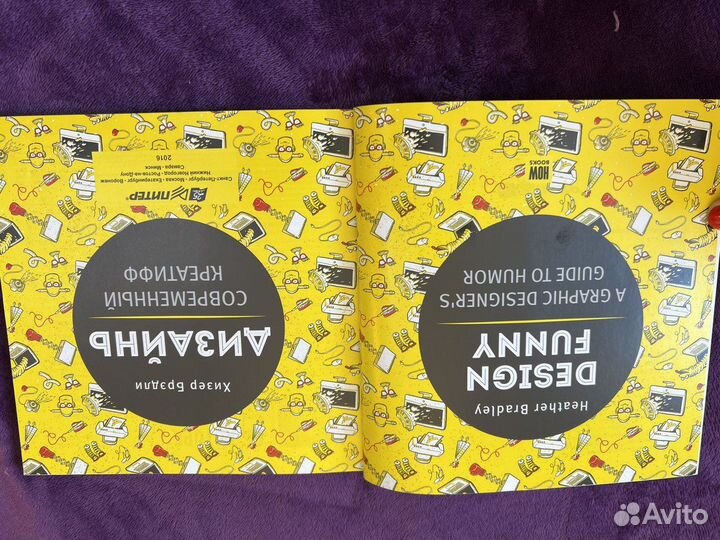 Heather Bradley
DESIGN
FUNNY
A GRAPHIC DESIGNER'S
GUIDE TO HUMOR
HOW
BOOKS
Хизер Брэдли
ДИЗАЙНЬ
СОВРЕМЕННЫЙ
КРЕАТИФФ
ПИТЕР®
Санкт-Петербург · Москва · Екатеринбург · Воронеж
Нижний Новгород · Ростов-на-Дону
Самара · Минск
2016
Avito